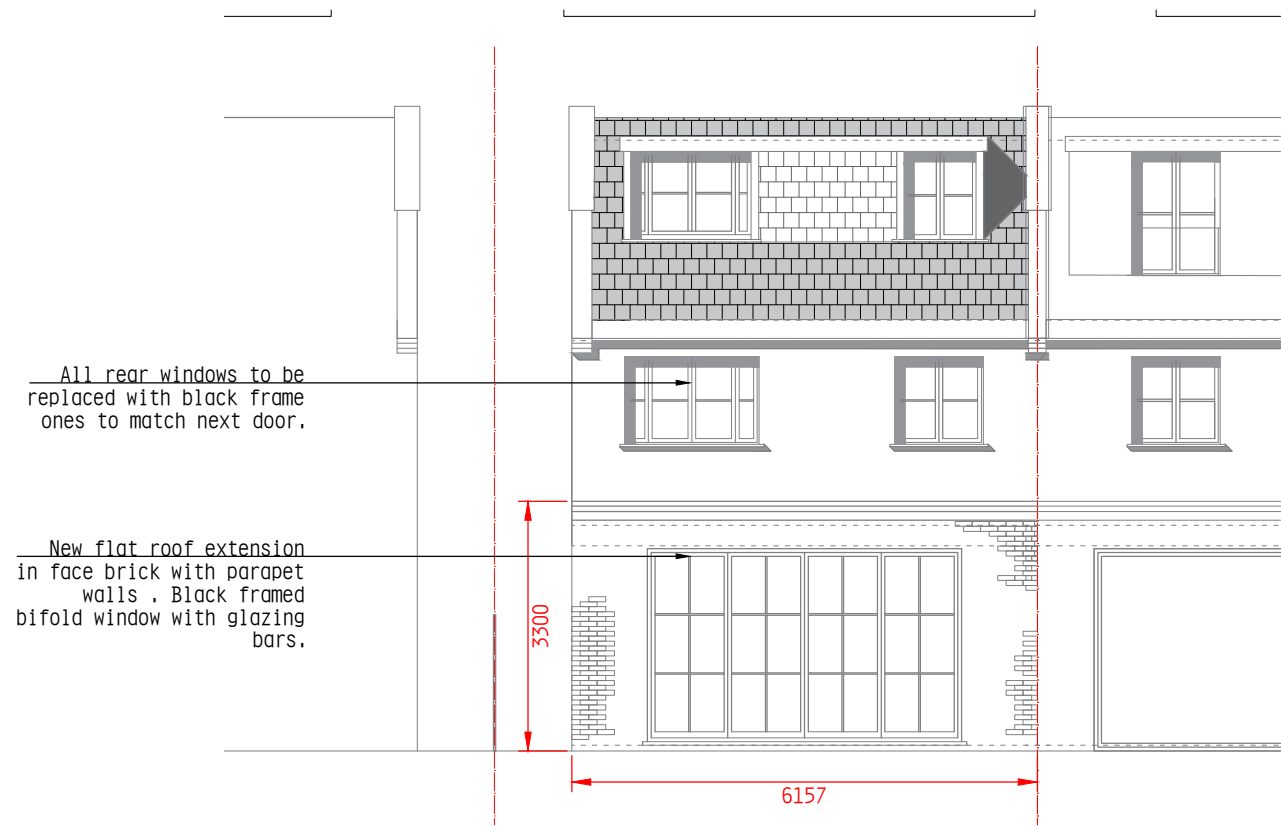 All rear windows to be
replaced with black frame
ones to match next door.
New flat roof extension
in face brick with parapet
walls . Black framed
bifold window with glazing
bars.
3300
6157